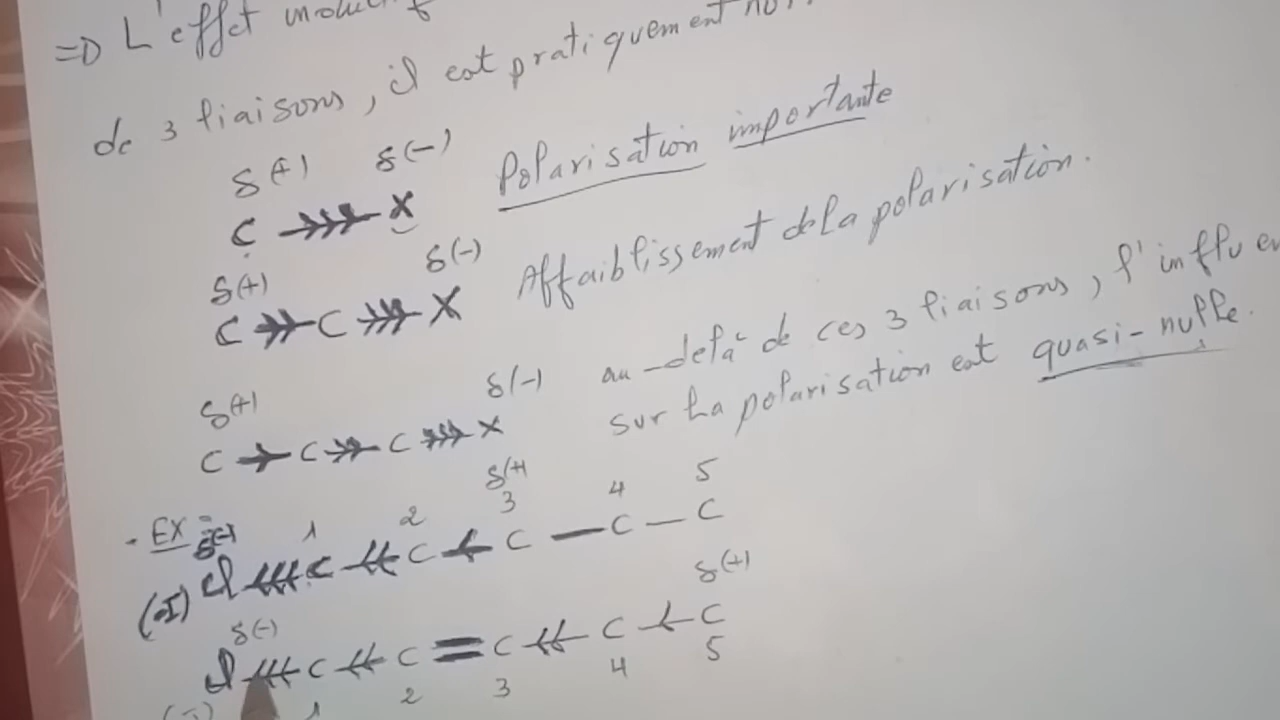 => L'effet inductif
de 3 liaisons, il est pratiquement
δ(+) δ(-) Polarisation importante
C →>>> X
δ(+) δ(-) Affaiblissement de la polarisation.
C →>> C →>>> X
δ(+) δ(-) au-delà de ces 3 liaisons, l'influen
C → C →>> C →>>> X sur la polarisation est quasi-nulle.
- EX : δ(-) 1 2 δ(+) 3 4 5
(-I) Cl <<<- C <<- C <- C — C — C
δ(-) δ(+)
Cl <<<- C <<- C = C <<- C <- C
(-I) 1 2 3 4 5